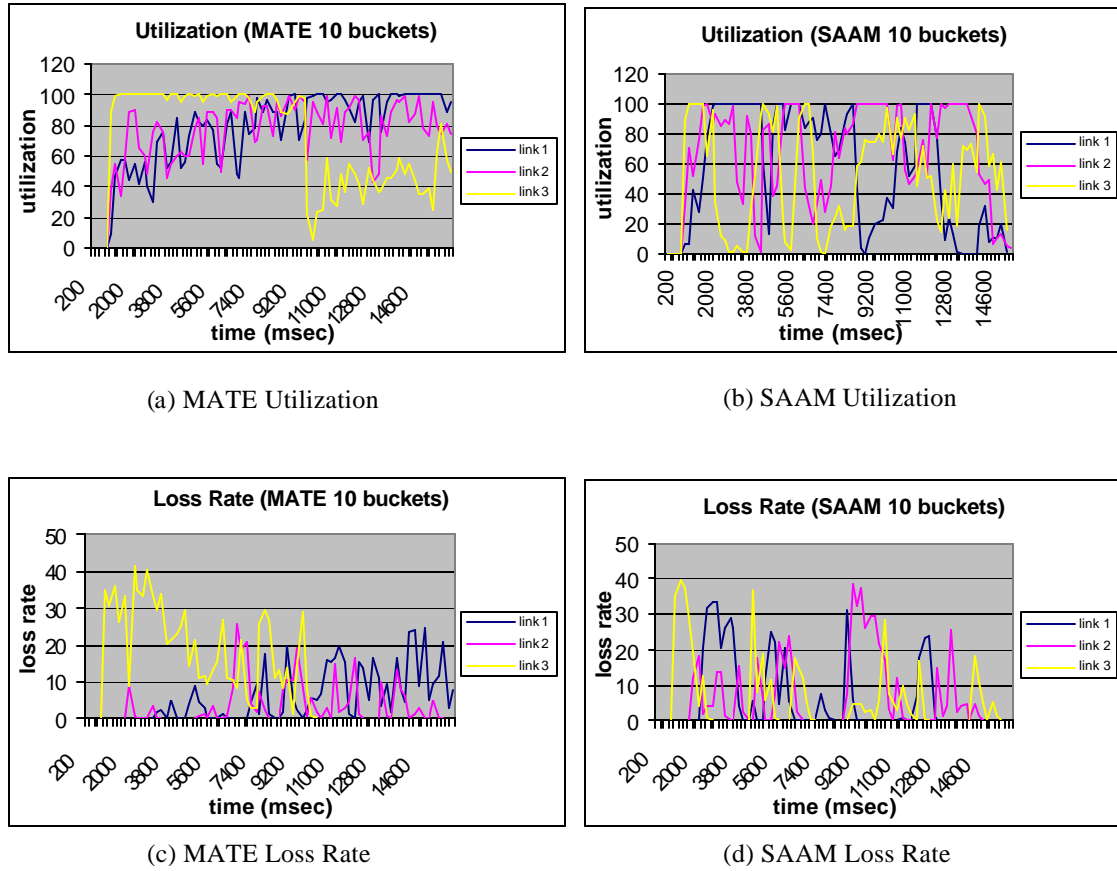 Utilization (MATE 10 buckets)
120
100
80
60
40
20
0
utilization
200
2000
3800
5600
7400
9200
11000
12800
14600
time (msec)
link 1
link 2
link 3
(a) MATE Utilization
Utilization (SAAM 10 buckets)
120
100
80
60
40
20
0
utilization
200
2000
3800
5600
7400
9200
11000
12800
14600
time (msec)
link 1
link 2
link 3
(b) SAAM Utilization
Loss Rate (MATE 10 buckets)
50
40
30
20
10
0
loss rate
200
2000
3800
5600
7400
9200
11000
12800
14600
time (msec)
link 1
link 2
link 3
(c) MATE Loss Rate
Loss Rate (SAAM 10 buckets)
50
40
30
20
10
0
loss rate
200
2000
3800
5600
7400
9200
11000
12800
14600
time (msec)
link 1
link 2
link 3
(d) SAAM Loss Rate